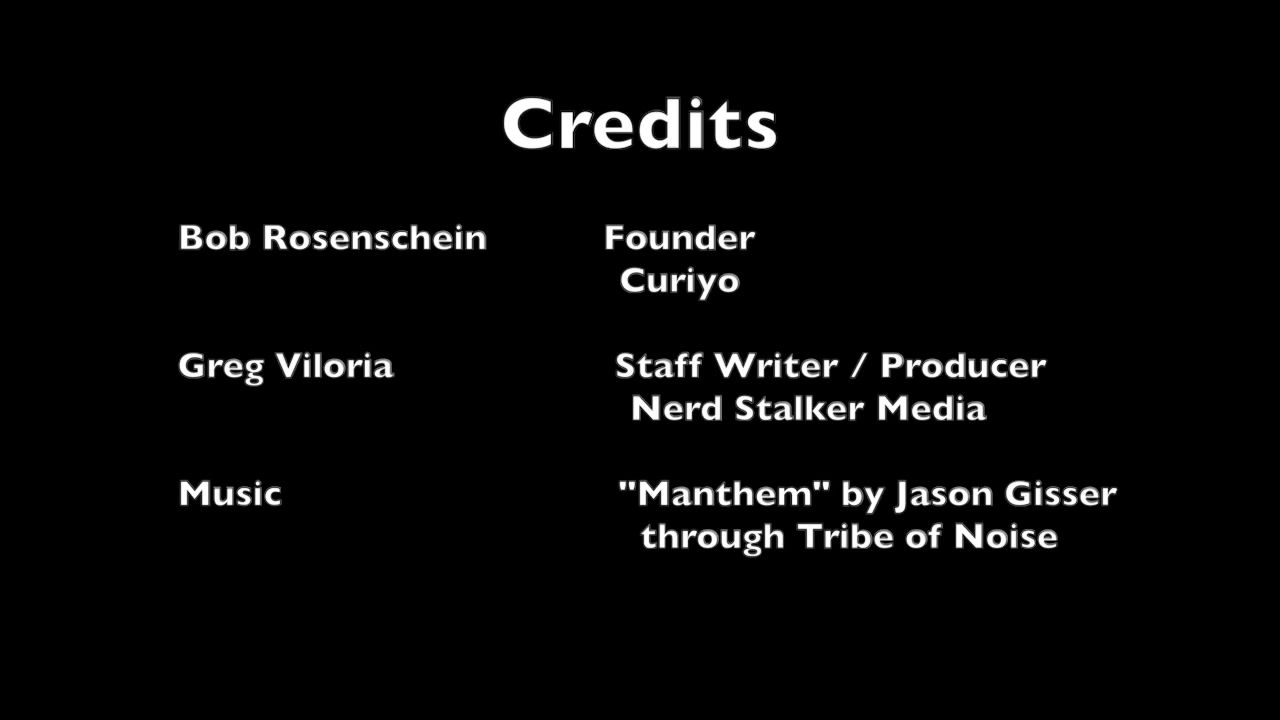 Credits
Bob Rosenschein Founder
Curiyo
Greg Viloria Staff Writer / Producer
Nerd Stalker Media
Music "Manthem" by Jason Gisser
through Tribe of Noise